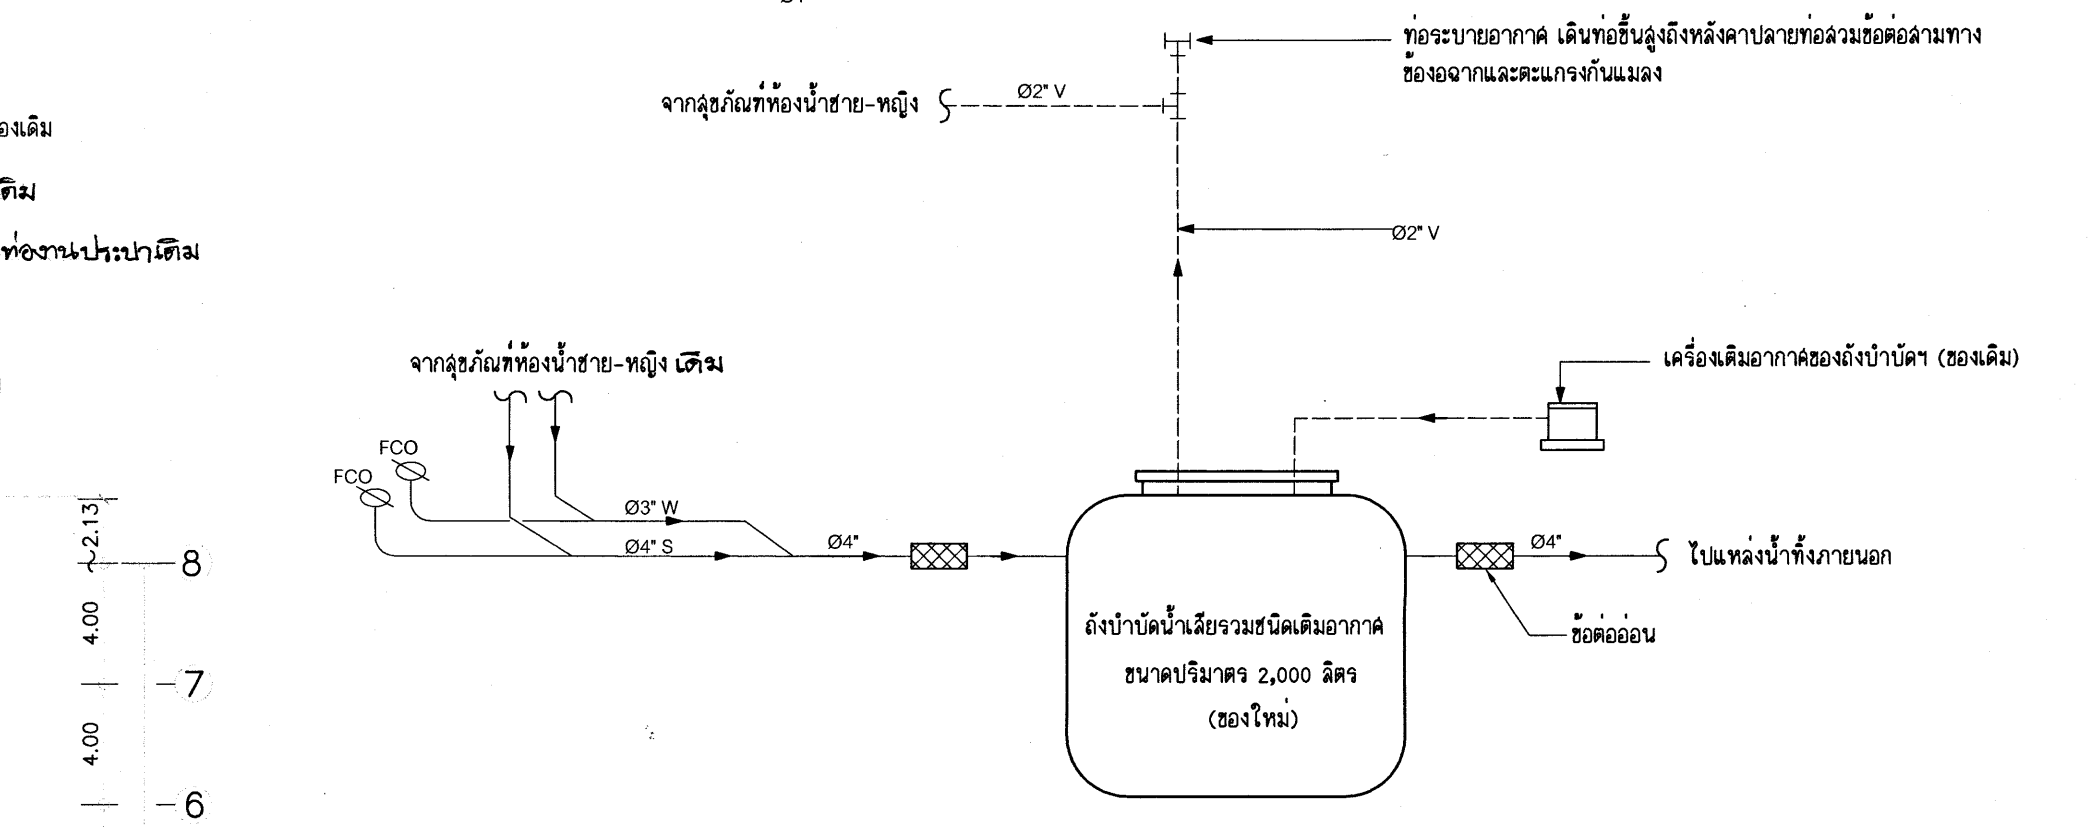 ท่อระบายอากาศ เดินท่อขึ้นสูงถึงหลังคาปลายท่อสวมข้อต่อสามทาง
ข้องอฉากและตะแกรงกันแมลง
จากสุขภัณฑ์ห้องน้ำชาย-หญิง
Ø2" V
Ø2" V
ท่องานประปาเดิม
จากสุขภัณฑ์ห้องน้ำชาย-หญิง เดิม
เครื่องเติมอากาศของถังบำบัดฯ (ของเดิม)
FCO
FCO
Ø3" W
Ø4" S
Ø4"
Ø4"
ไปแหล่งน้ำทิ้งภายนอก
ข้อต่ออ่อน
ถังบำบัดน้ำเสียรวมชนิดเติมอากาศ
ขนาดปริมาตร 2,000 ลิตร
(ของใหม่)
2.13
8
4.00
7
4.00
6